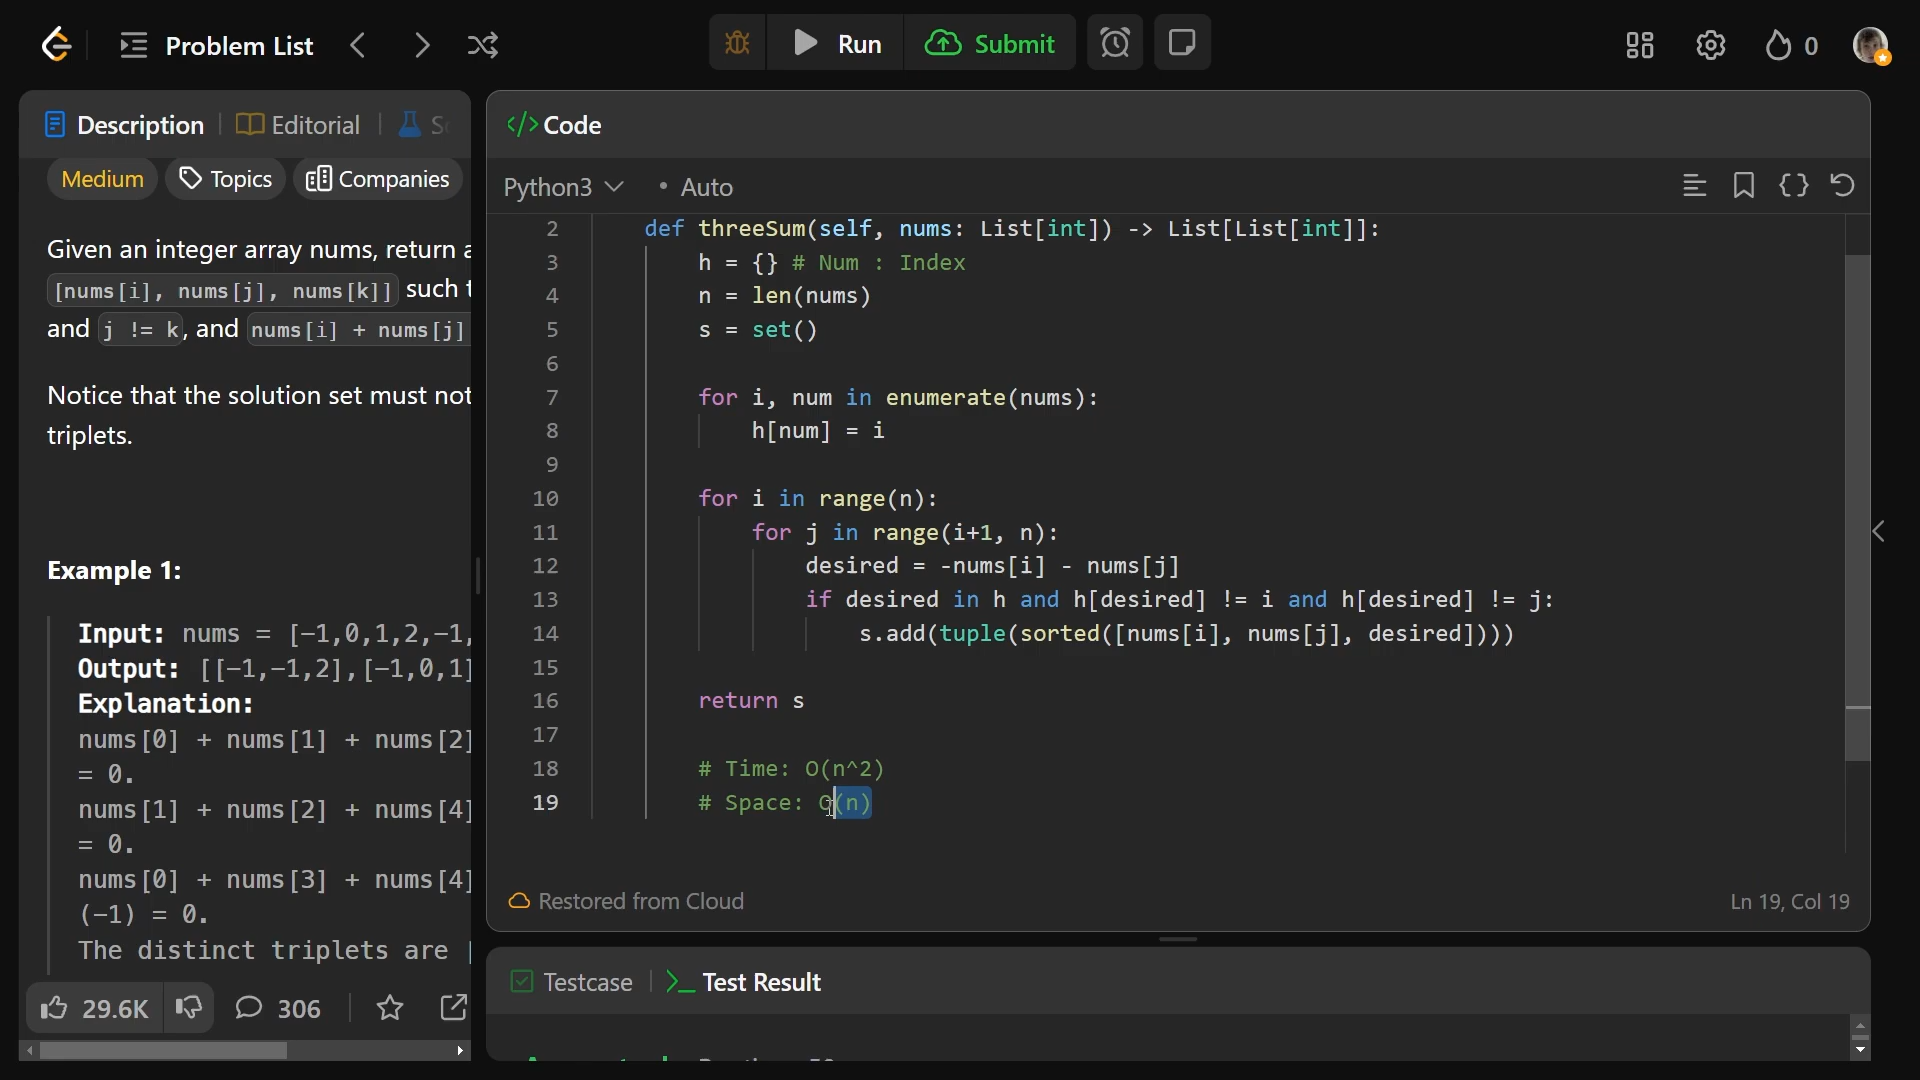 Problem List
Run
Submit
0
Description
Editorial
Medium
Topics
Companies
Given an integer array nums, return
[nums[i], nums[j], nums[k]] such
and j != k, and nums[i] + nums[j]
Notice that the solution set must not
triplets.
Example 1:
Input: nums = [-1,0,1,2,-1,
Output: [[-1,-1,2],[-1,0,1]
Explanation:
nums[0] + nums[1] + nums[2]
= 0.
nums[1] + nums[2] + nums[4]
= 0.
nums[0] + nums[3] + nums[4]
(-1) = 0.
The distinct triplets are
29.6K
306
</> Code
Python3
• Auto
2 def threeSum(self, nums: List[int]) -> List[List[int]]:
3 h = {} # Num : Index
4 n = len(nums)
5 s = set()
6
7 for i, num in enumerate(nums):
8 h[num] = i
9
10 for i in range(n):
11 for j in range(i+1, n):
12 desired = -nums[i] - nums[j]
13 if desired in h and h[desired] != i and h[desired] != j:
14 s.add(tuple(sorted([nums[i], nums[j], desired])))
15
16 return s
17
18 # Time: O(n^2)
19 # Space: O(n)
Restored from Cloud
Ln 19, Col 19
Testcase
Test Result